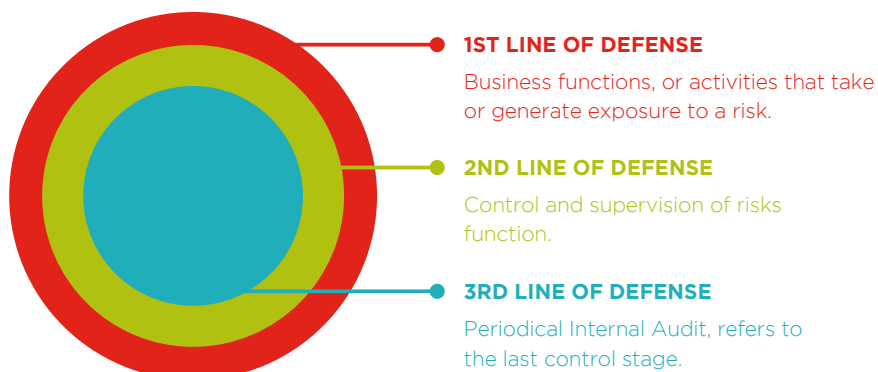 1ST LINE OF DEFENSE
Business functions, or activities that take
or generate exposure to a risk.
2ND LINE OF DEFENSE
Control and supervision of risks
function.
3RD LINE OF DEFENSE
Periodical Internal Audit, refers to
the last control stage.